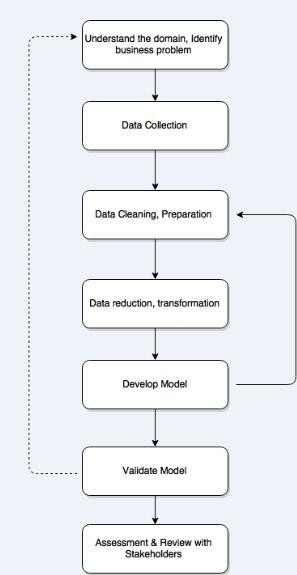 Understand the domain, Identify
business problem
Data Collection
Data Cleaning, Preparation
Data reduction, transformation
Develop Model
Validate Model
Assessment & Review with
Stakeholders